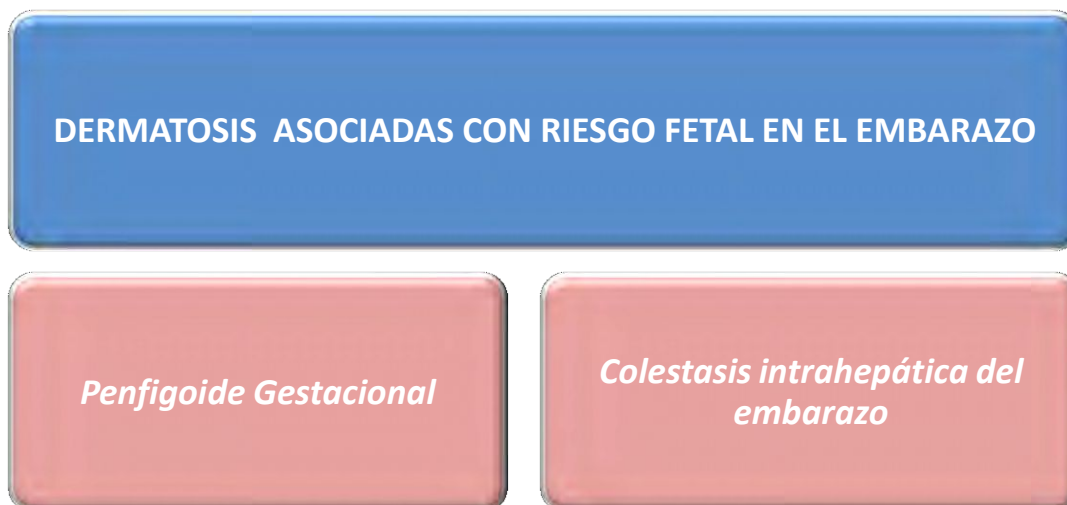 DERMATOSIS  ASOCIADAS CON RIESGO FETAL EN EL EMBARAZO
Penfigoide Gestacional
Colestasis intrahepática del
embarazo